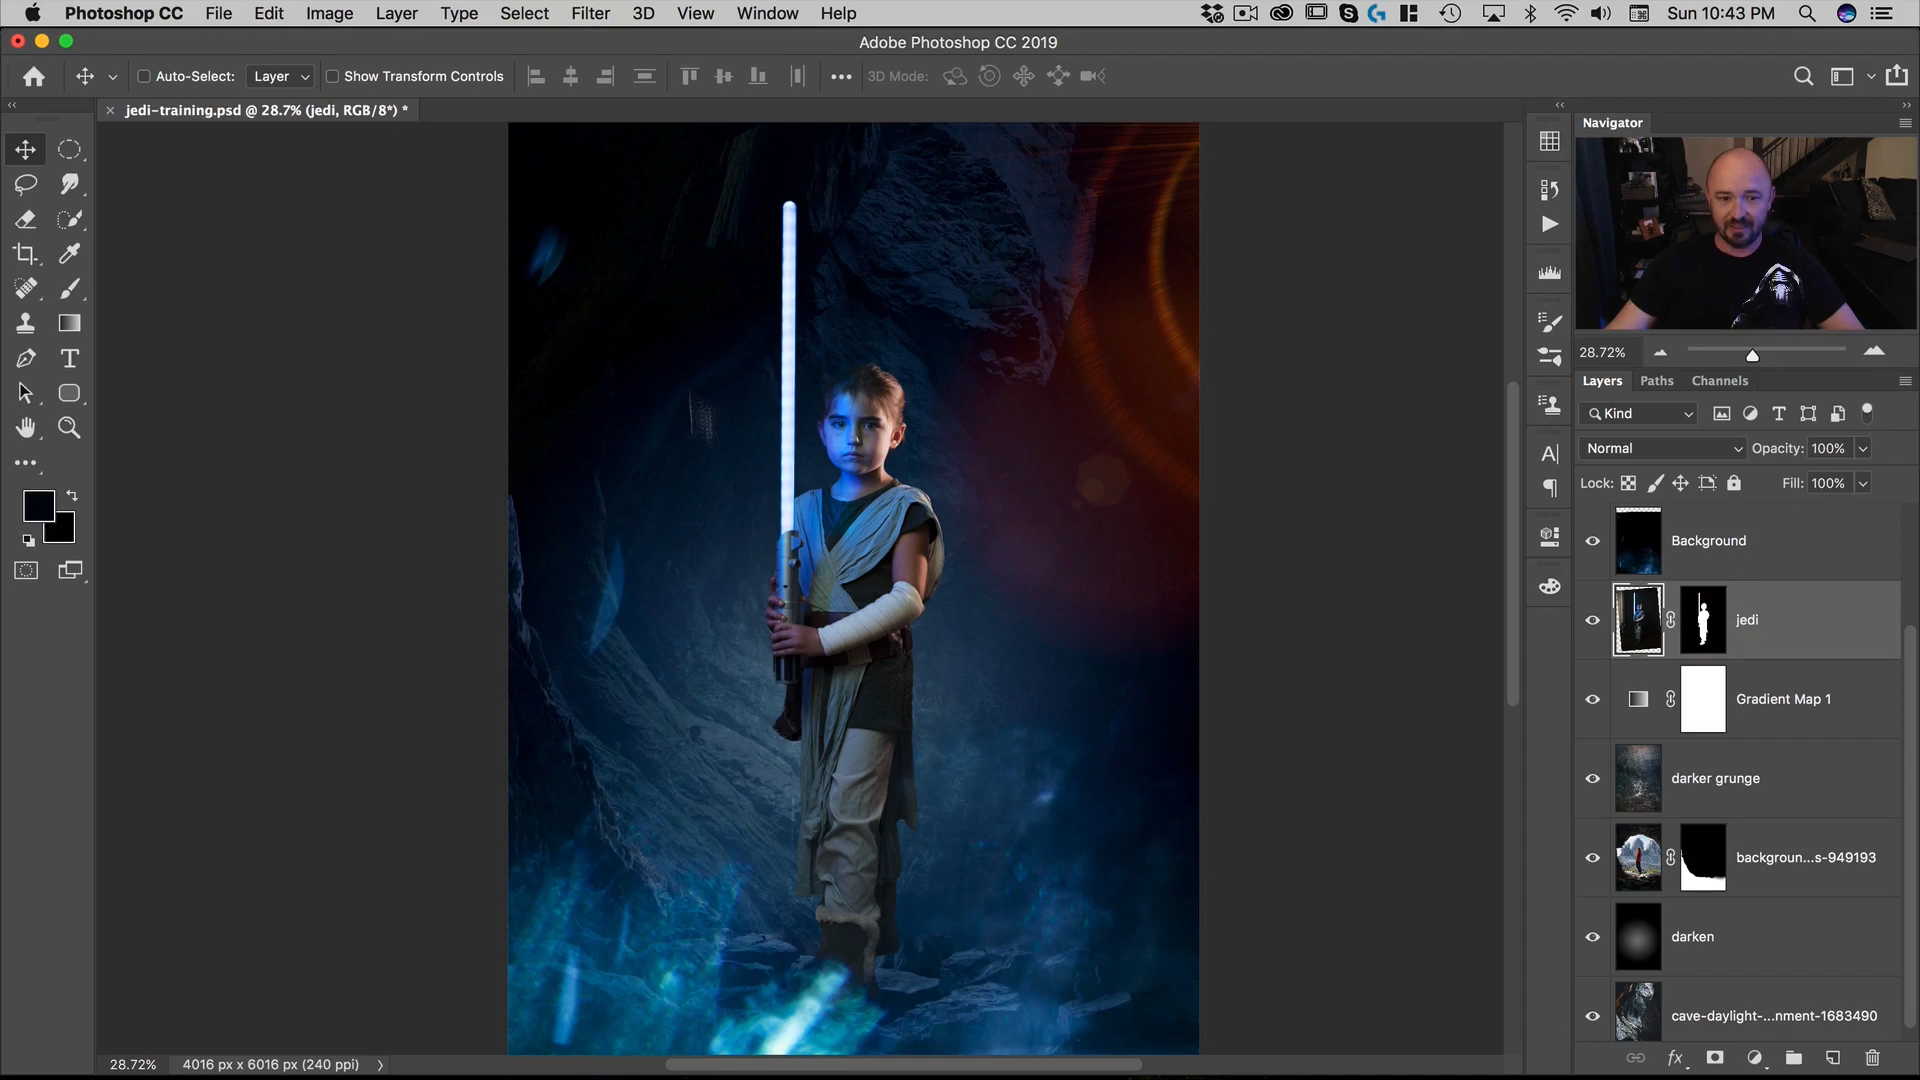 Photoshop CC File Edit Image Layer Type Select Filter 3D View Window Help Sun 10:43 PM
Adobe Photoshop CC 2019
Auto-Select: Layer Show Transform Controls 3D Mode:
jedi-training.psd @ 28.7% (jedi, RGB/8*) *
Navigator
28.72%
Layers Paths Channels
Kind
Normal Opacity: 100%
Lock: Fill: 100%
Background
jedi
Gradient Map 1
darker grunge
backgroun...s-949193
darken
cave-daylight-...nment-1683490
28.72% 4016 px x 6016 px (240 ppi)